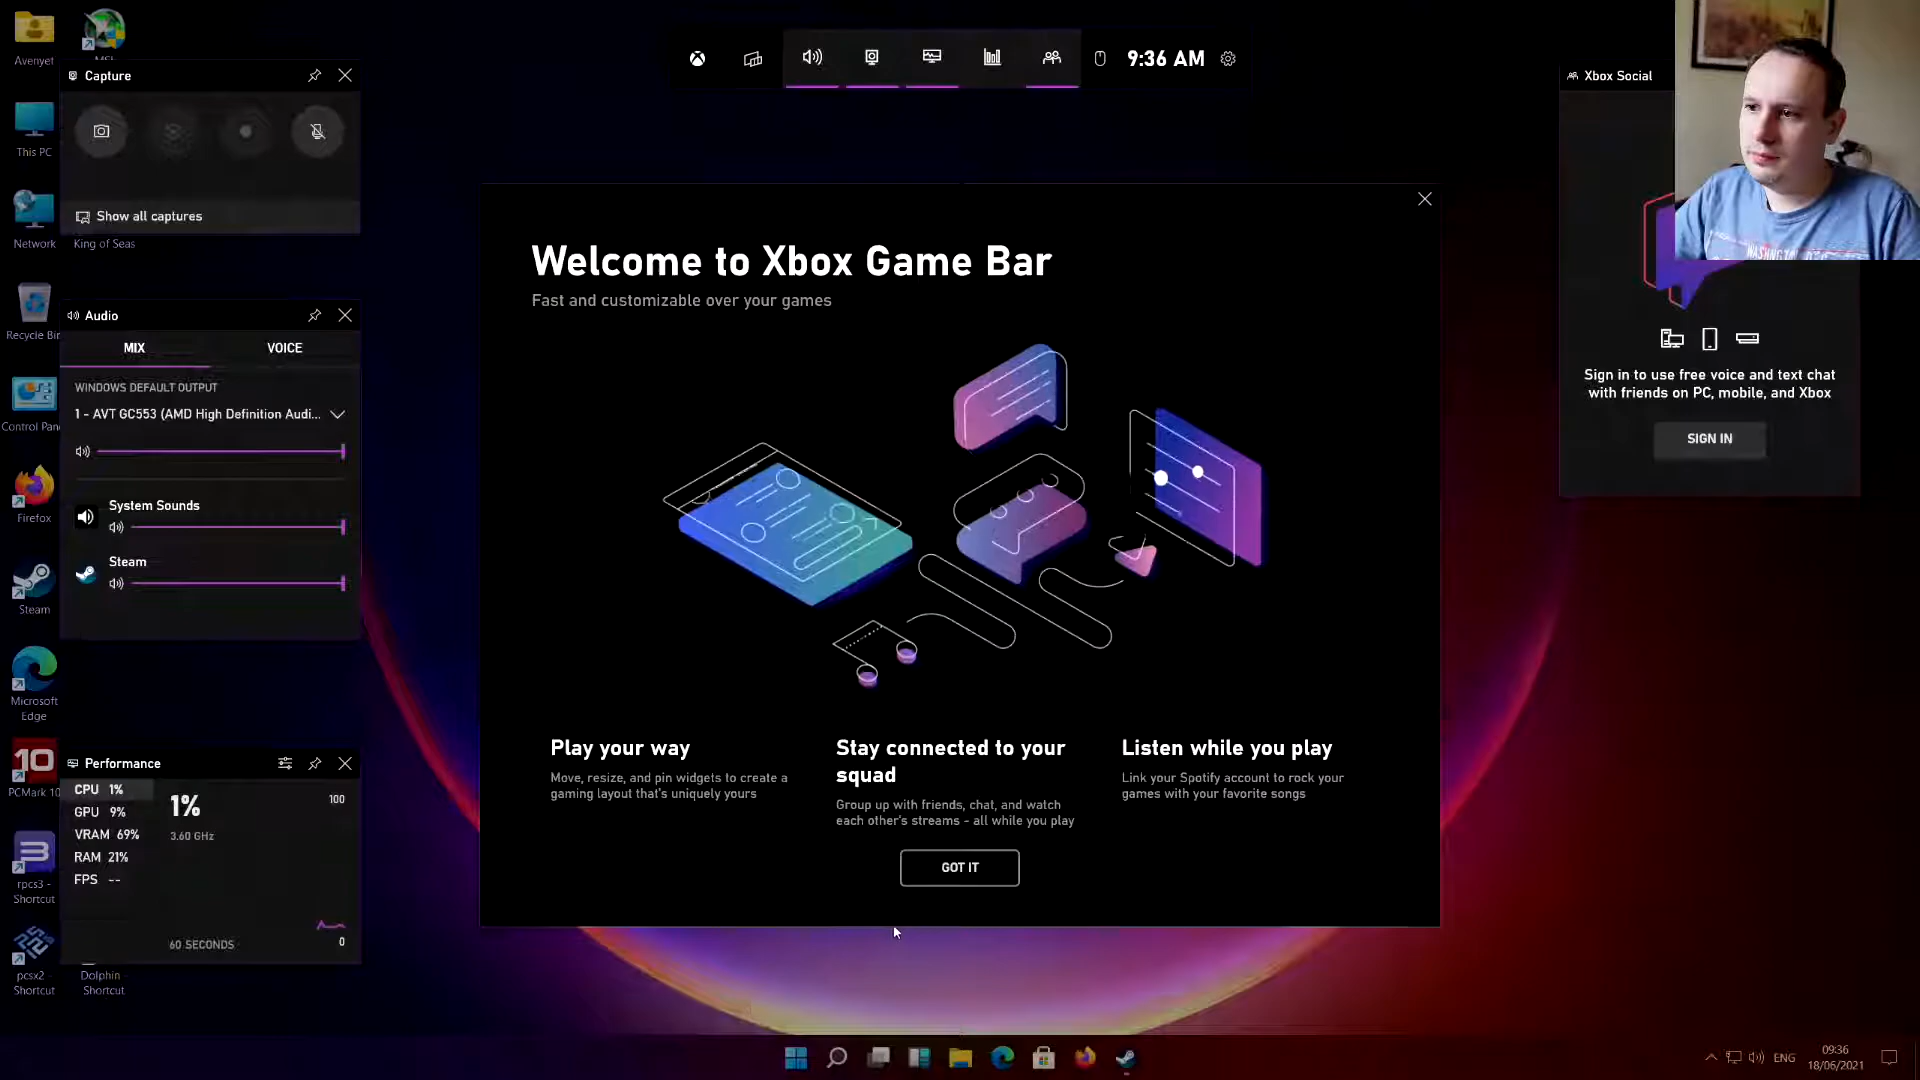 Avenyet
Capture
Show all captures
This PC
Network
King of Seas
Recycle Bin
Audio
MIX
VOICE
WINDOWS DEFAULT OUTPUT
1 - AVT GC553 (AMD High Definition Audi...
System Sounds
Steam
Control Pan
Firefox
Steam
Microsoft
Edge
PCMark 10
Performance
CPU 1%
GPU 9%
VRAM 69%
RAM 21%
FPS --
1%
3.60 GHz
100
60 SECONDS
0
rpcs3 -
Shortcut
pcsx2 -
Shortcut
Dolphin -
Shortcut
9:36 AM
Welcome to Xbox Game Bar
Fast and customizable over your games
Play your way
Move, resize, and pin widgets to create a
gaming layout that's uniquely yours
Stay connected to your
squad
Group up with friends, chat, and watch
each other's streams - all while you play
Listen while you play
Link your Spotify account to rock your
games with your favorite songs
GOT IT
Xbox Social
Sign in to use free voice and text chat
with friends on PC, mobile, and Xbox
SIGN IN
ENG
09:36
18/06/2021